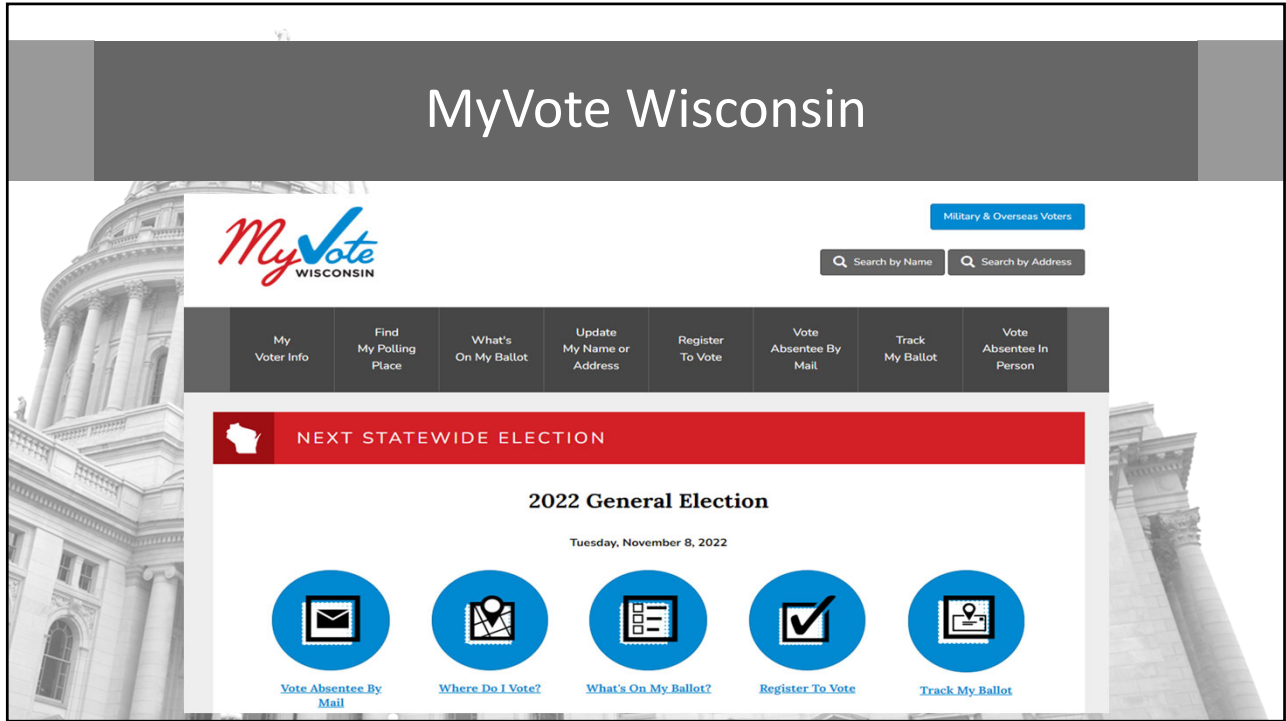 MyVote Wisconsin
MyVote
WISCONSIN
Military & Overseas Voters
Search by Name
Search by Address
My
Voter Info
Find
My Polling
Place
What's
On My Ballot
Update
My Name or
Address
Register
To Vote
Vote
Absentee By
Mail
Track
My Ballot
Vote
Absentee In
Person
NEXT STATEWIDE ELECTION
2022 General Election
Tuesday, November 8, 2022
Vote Absentee By
Mail
Where Do I Vote?
What's On My Ballot?
Register To Vote
Track My Ballot